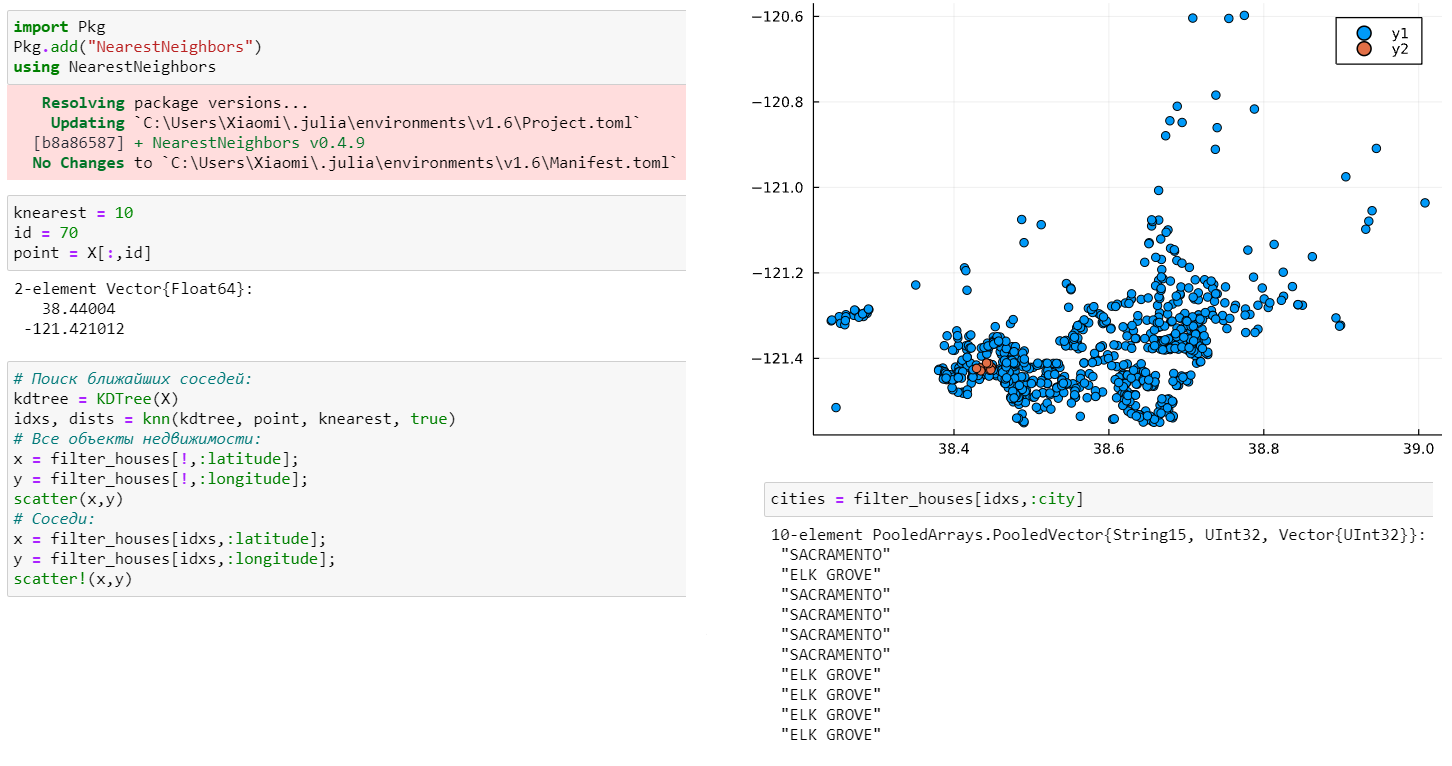 import Pkg
Pkg.add("NearestNeighbors")
using NearestNeighbors
Resolving package versions...
Updating `C:\Users\Xiaomi\.julia\environments\v1.6\Project.toml`
[b8a86587] + NearestNeighbors v0.4.9
No Changes to `C:\Users\Xiaomi\.julia\environments\v1.6\Manifest.toml`
knearest = 10
id = 70
point = X[:,id]
2-element Vector{Float64}:
38.44004
-121.421012
# Поиск ближайших соседей:
kdtree = KDTree(X)
idxs, dists = knn(kdtree, point, knearest, true)
# Все объекты недвижимости:
x = filter_houses[!,:latitude];
y = filter_houses[!,:longitude];
scatter(x,y)
# Соседи:
x = filter_houses[idxs,:latitude];
y = filter_houses[idxs,:longitude];
scatter!(x,y)
−120.6
−120.8
−121.0
−121.2
−121.4
38.4 38.6 38.8 39.0
y1
y2
cities = filter_houses[idxs,:city]
10-element PooledArrays.PooledVector{String15, UInt32, Vector{UInt32}}:
"SACRAMENTO"
"ELK GROVE"
"SACRAMENTO"
"SACRAMENTO"
"SACRAMENTO"
"SACRAMENTO"
"ELK GROVE"
"ELK GROVE"
"ELK GROVE"
"ELK GROVE"